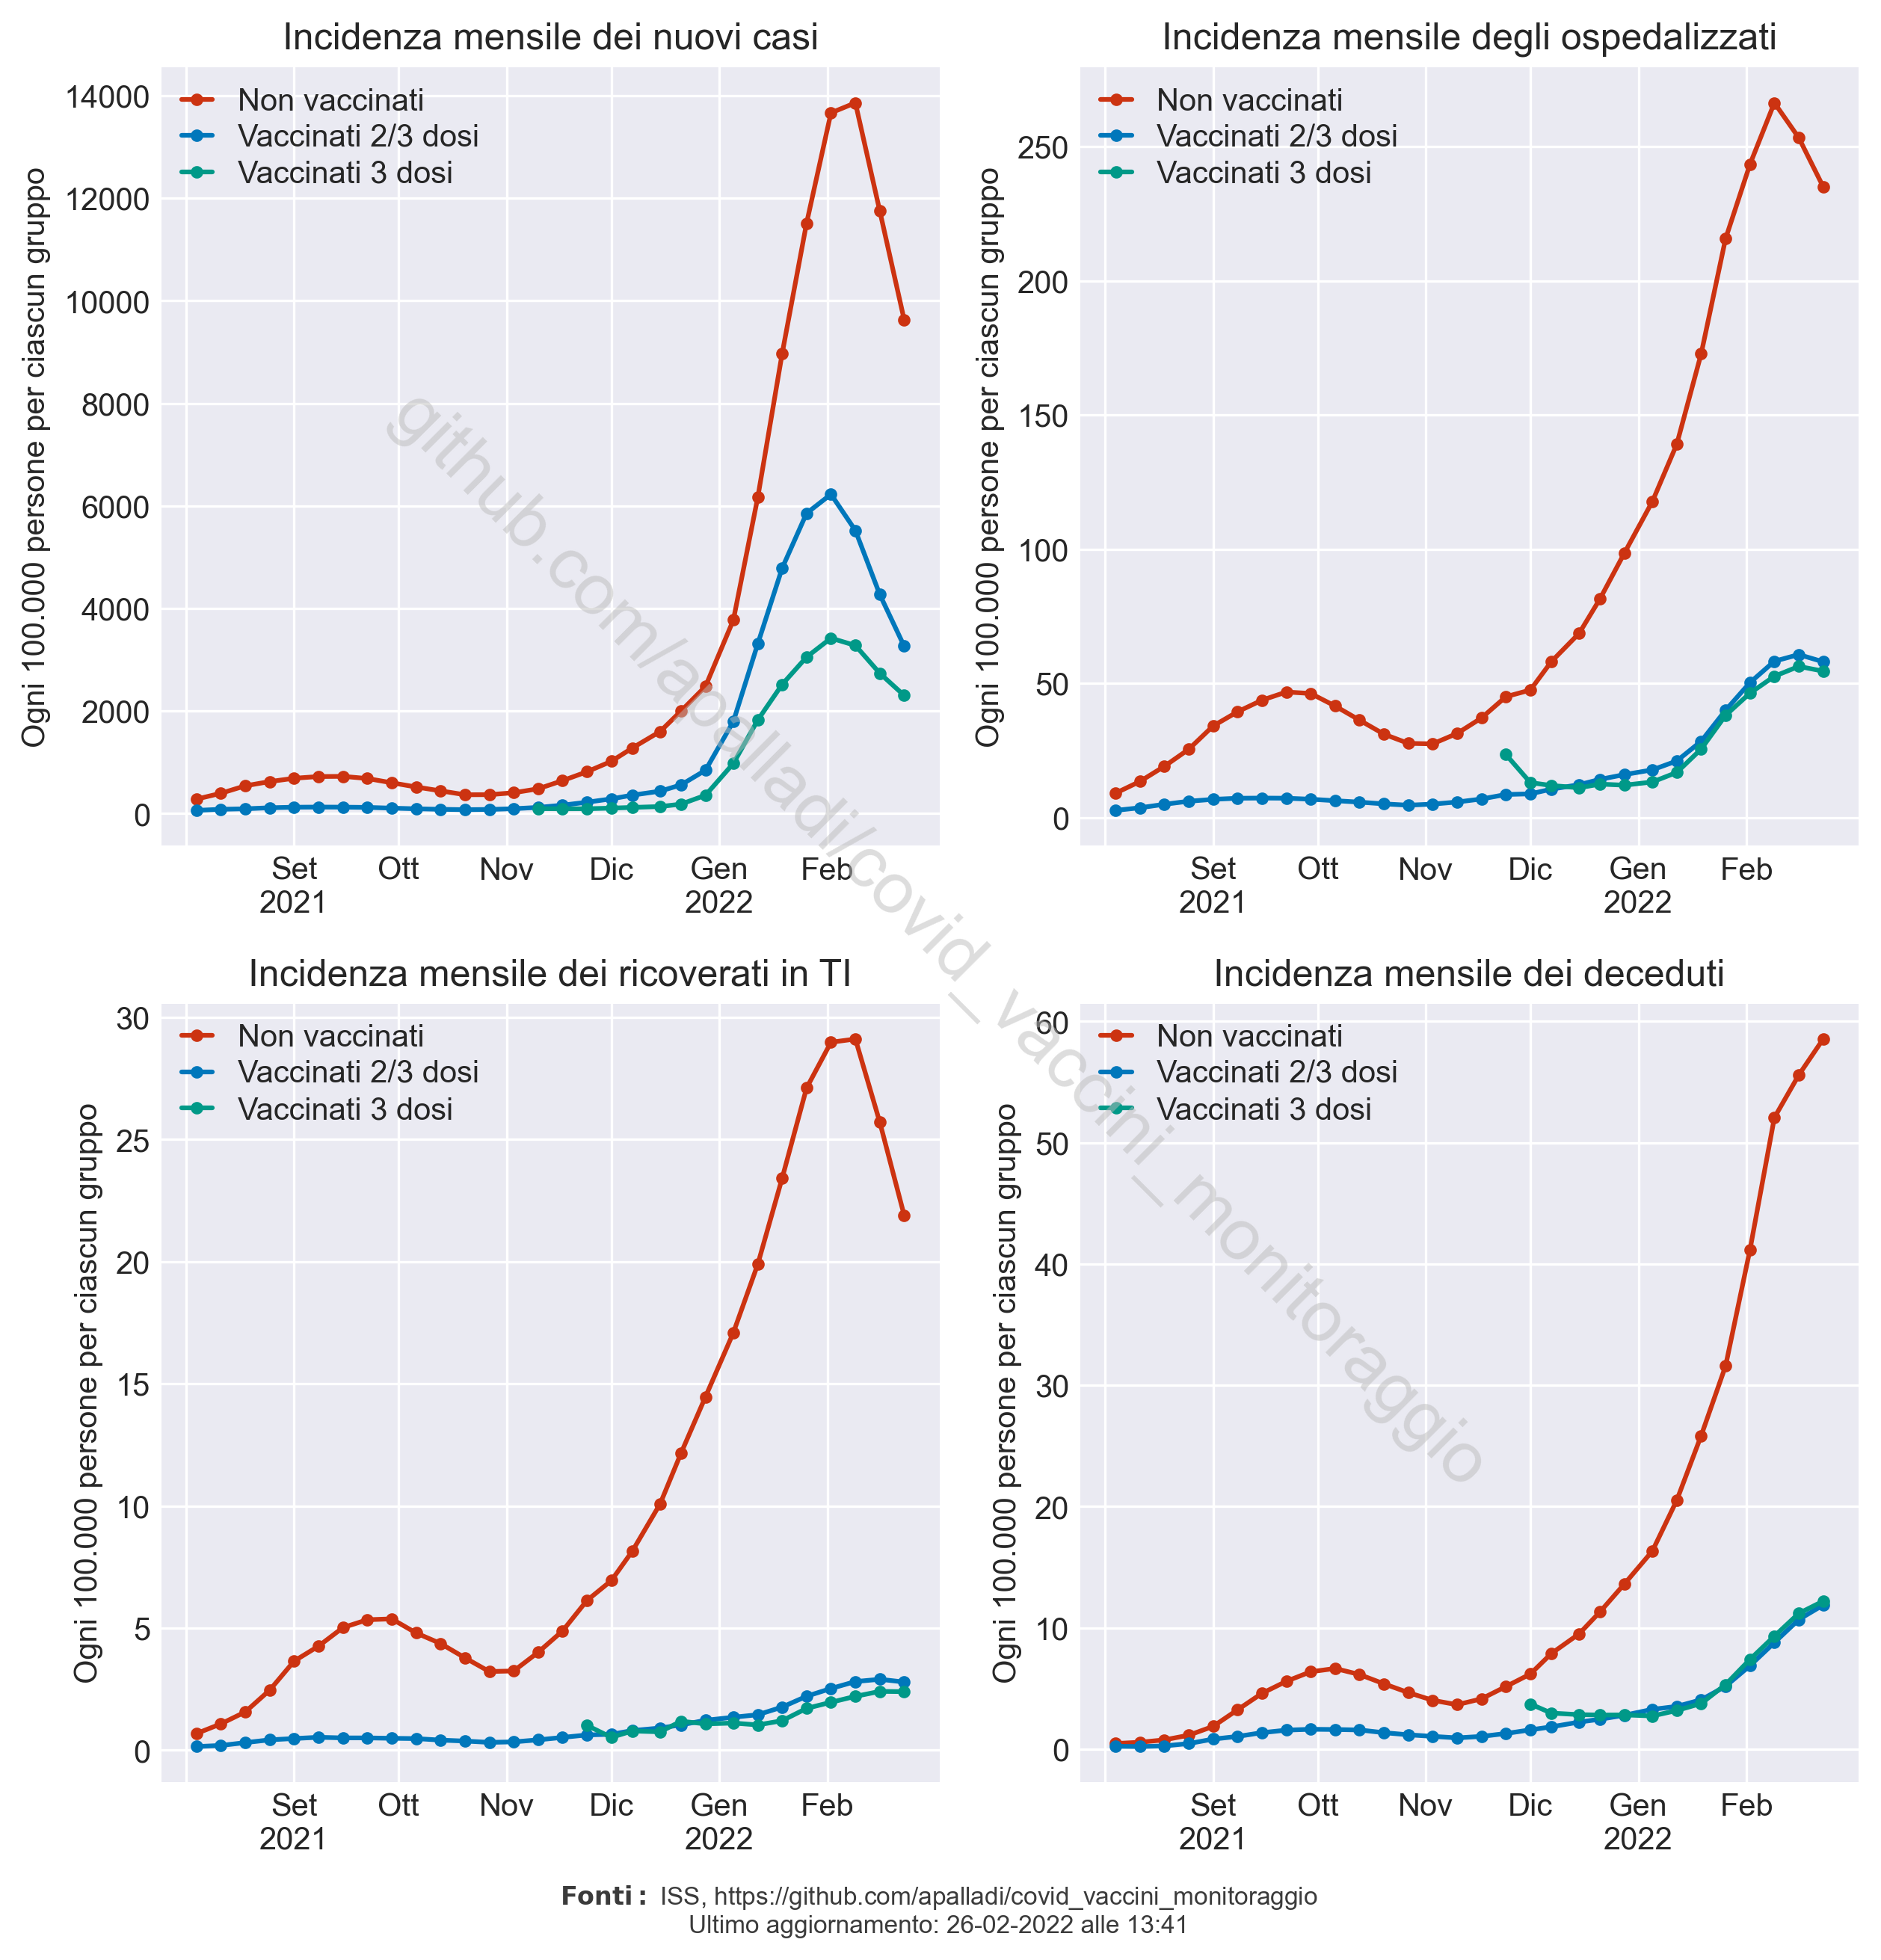 Incidenza mensile dei nuovi casi
Ogni 100.000 persone per ciascun gruppo
14000
12000
10000
8000
6000
4000
2000
0
Non vaccinati
Vaccinati 2/3 dosi
Vaccinati 3 dosi
Set
2021
Ott
Nov
Dic
Gen
2022
Feb
Incidenza mensile degli ospedalizzati
Ogni 100.000 persone per ciascun gruppo
250
200
150
100
50
0
Non vaccinati
Vaccinati 2/3 dosi
Vaccinati 3 dosi
Set
2021
Ott
Nov
Dic
Gen
2022
Feb
Incidenza mensile dei ricoverati in TI
Ogni 100.000 persone per ciascun gruppo
30
25
20
15
10
5
0
Non vaccinati
Vaccinati 2/3 dosi
Vaccinati 3 dosi
Set
2021
Ott
Nov
Dic
Gen
2022
Feb
Incidenza mensile dei deceduti
Ogni 100.000 persone per ciascun gruppo
60
50
40
30
20
10
0
Non vaccinati
Vaccinati 2/3 dosi
Vaccinati 3 dosi
Set
2021
Ott
Nov
Dic
Gen
2022
Feb
github.com/apalladi/covid_vaccini_monitoraggio
Fonti: ISS, https://github.com/apalladi/covid_vaccini_monitoraggio
Ultimo aggiornamento: 26-02-2022 alle 13:41